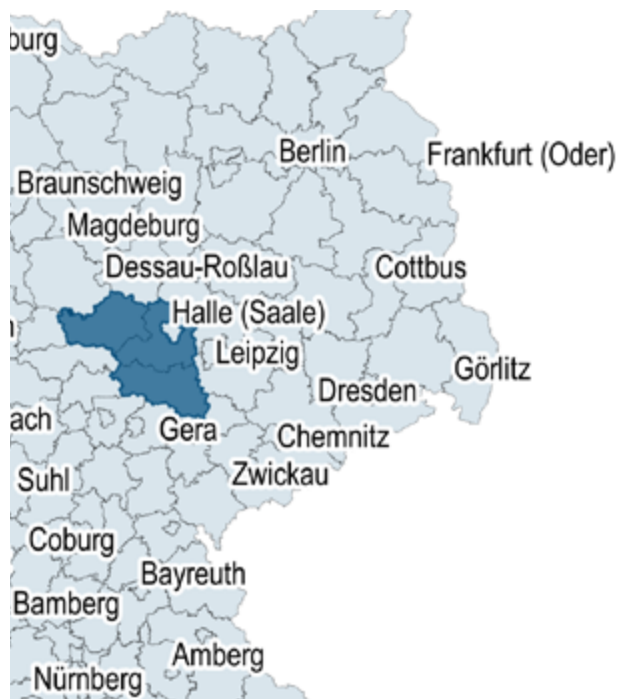 burg
Berlin
Frankfurt (Oder)
Braunschweig
Magdeburg
Dessau-Roßlau
Cottbus
Halle (Saale)
n
Leipzig
Görlitz
Dresden
ach
Gera
Chemnitz
Zwickau
Suhl
Coburg
Bayreuth
Bamberg
Amberg
Nürnberg